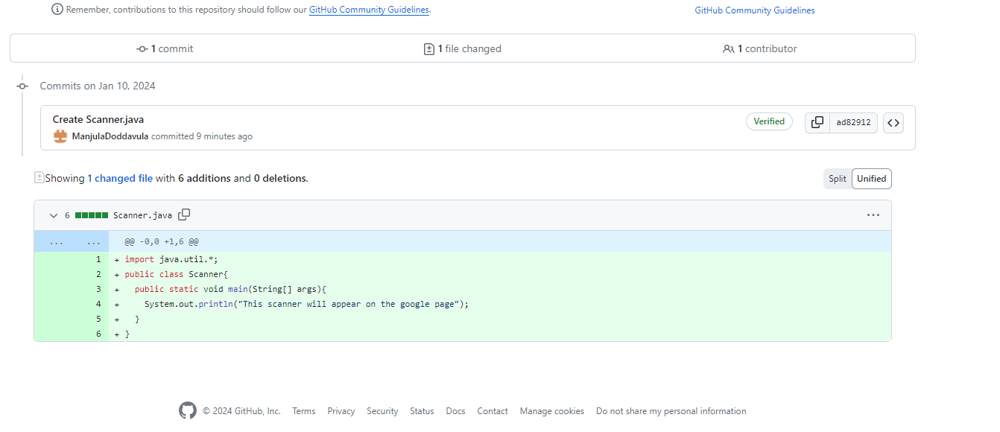 Remember, contributions to this repository should follow our GitHub Community Guidelines.
GitHub Community Guidelines
1 commit
1 file changed
1 contributor
Commits on Jan 10, 2024
Create Scanner.java
Verified
ad82912
ManjulaDoddavula committed 9 minutes ago
Showing 1 changed file with 6 additions and 0 deletions.
Split
Unified
6 Scanner.java
... ... @@ -0,0 +1,6 @@
1 + import java.util.*;
2 + public class Scanner{
3 + public static void main(String[] args){
4 + System.out.println("This scanner will appear on the google page");
5 + }
6 + }
© 2024 GitHub, Inc. Terms Privacy Security Status Docs Contact Manage cookies Do not share my personal information